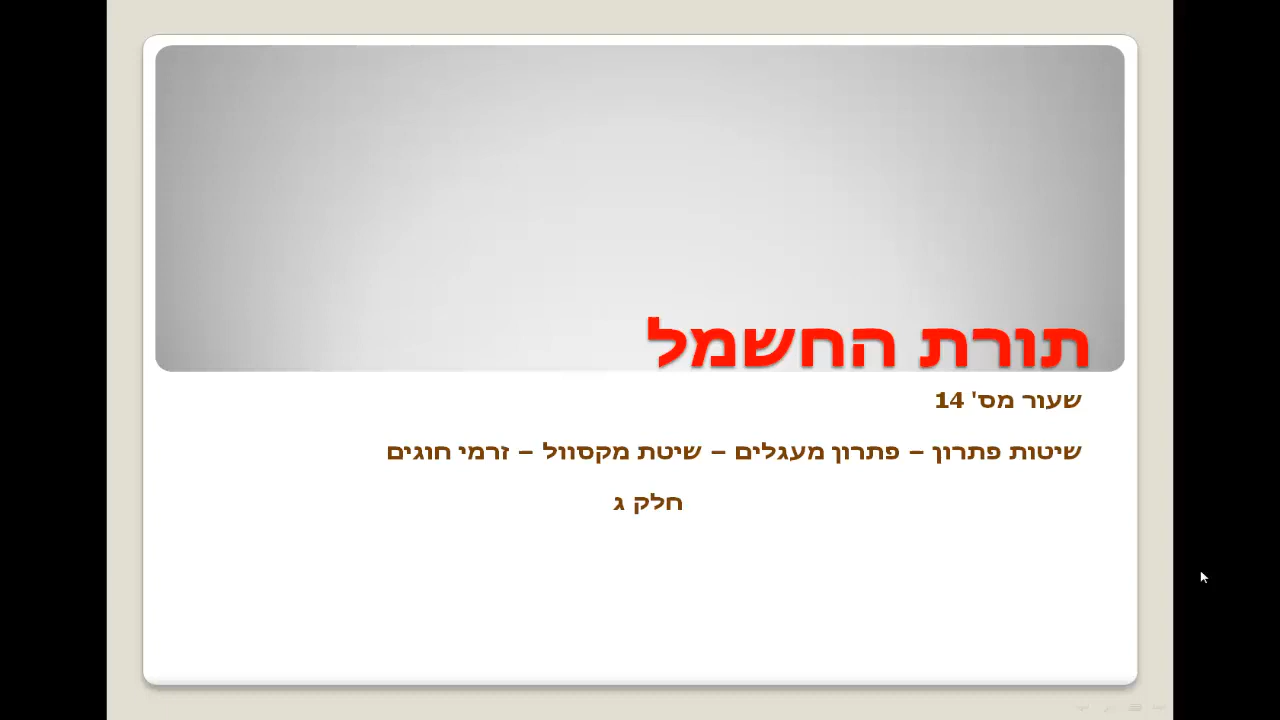 תורת החשמל
שעור מס' 14
שיטות פתרון – פתרון מעגלים – שיטת מקסוול – זרמי חוגים
חלק ג